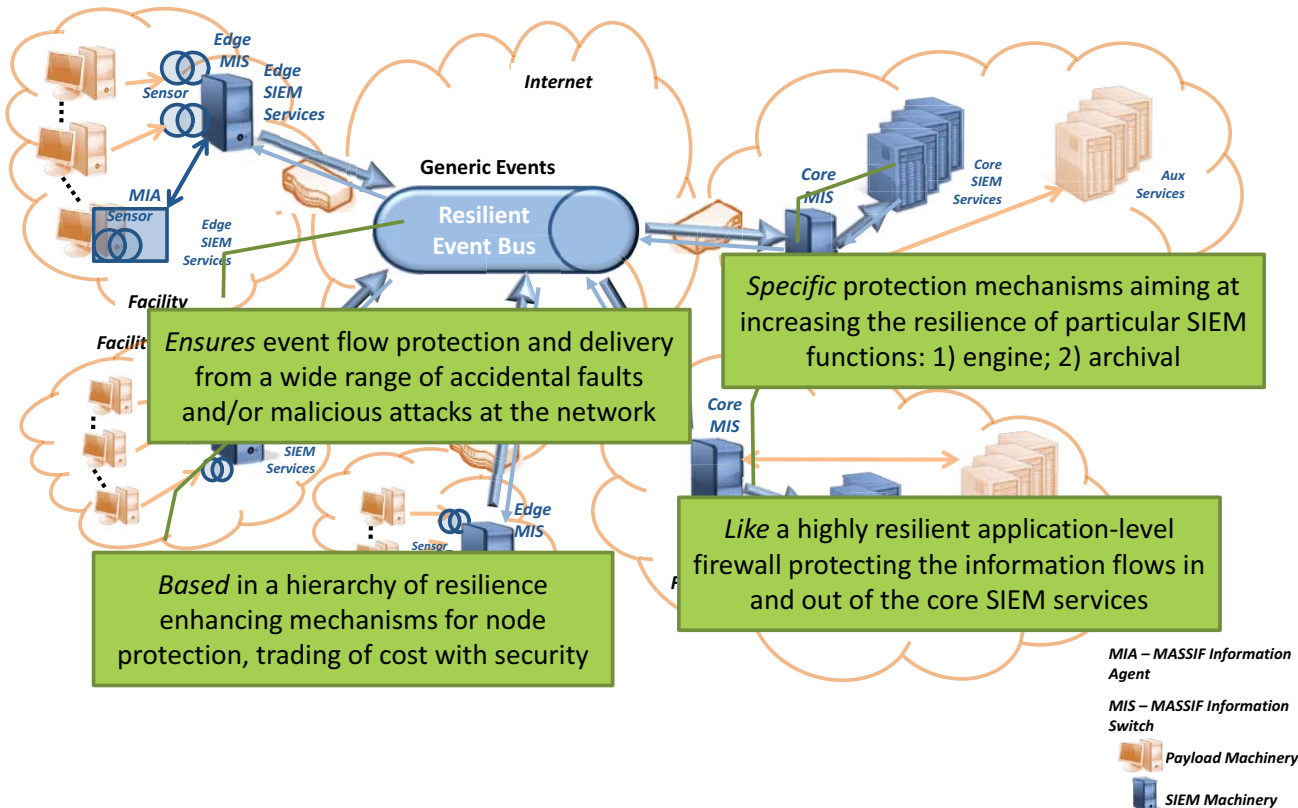 Edge
MIS
Edge
SIEM
Services
Sensor
MIA
Sensor
Edge
SIEM
Services
Facility
Internet
Generic Events
Resilient
Event Bus
Core
MIS
Core
SIEM
Services
Aux
Services
Specific protection mechanisms aiming at
increasing the resilience of particular SIEM
functions: 1) engine; 2) archival
Ensures event flow protection and delivery
from a wide range of accidental faults
and/or malicious attacks at the network
SIEM
Services
Core
MIS
Edge
MIS
Sensor
Like a highly resilient application-level
firewall protecting the information flows in
and out of the core SIEM services
Based in a hierarchy of resilience
enhancing mechanisms for node
protection, trading of cost with security
MIA – MASSIF Information
Agent
MIS – MASSIF Information
Switch
Payload Machinery
SIEM Machinery